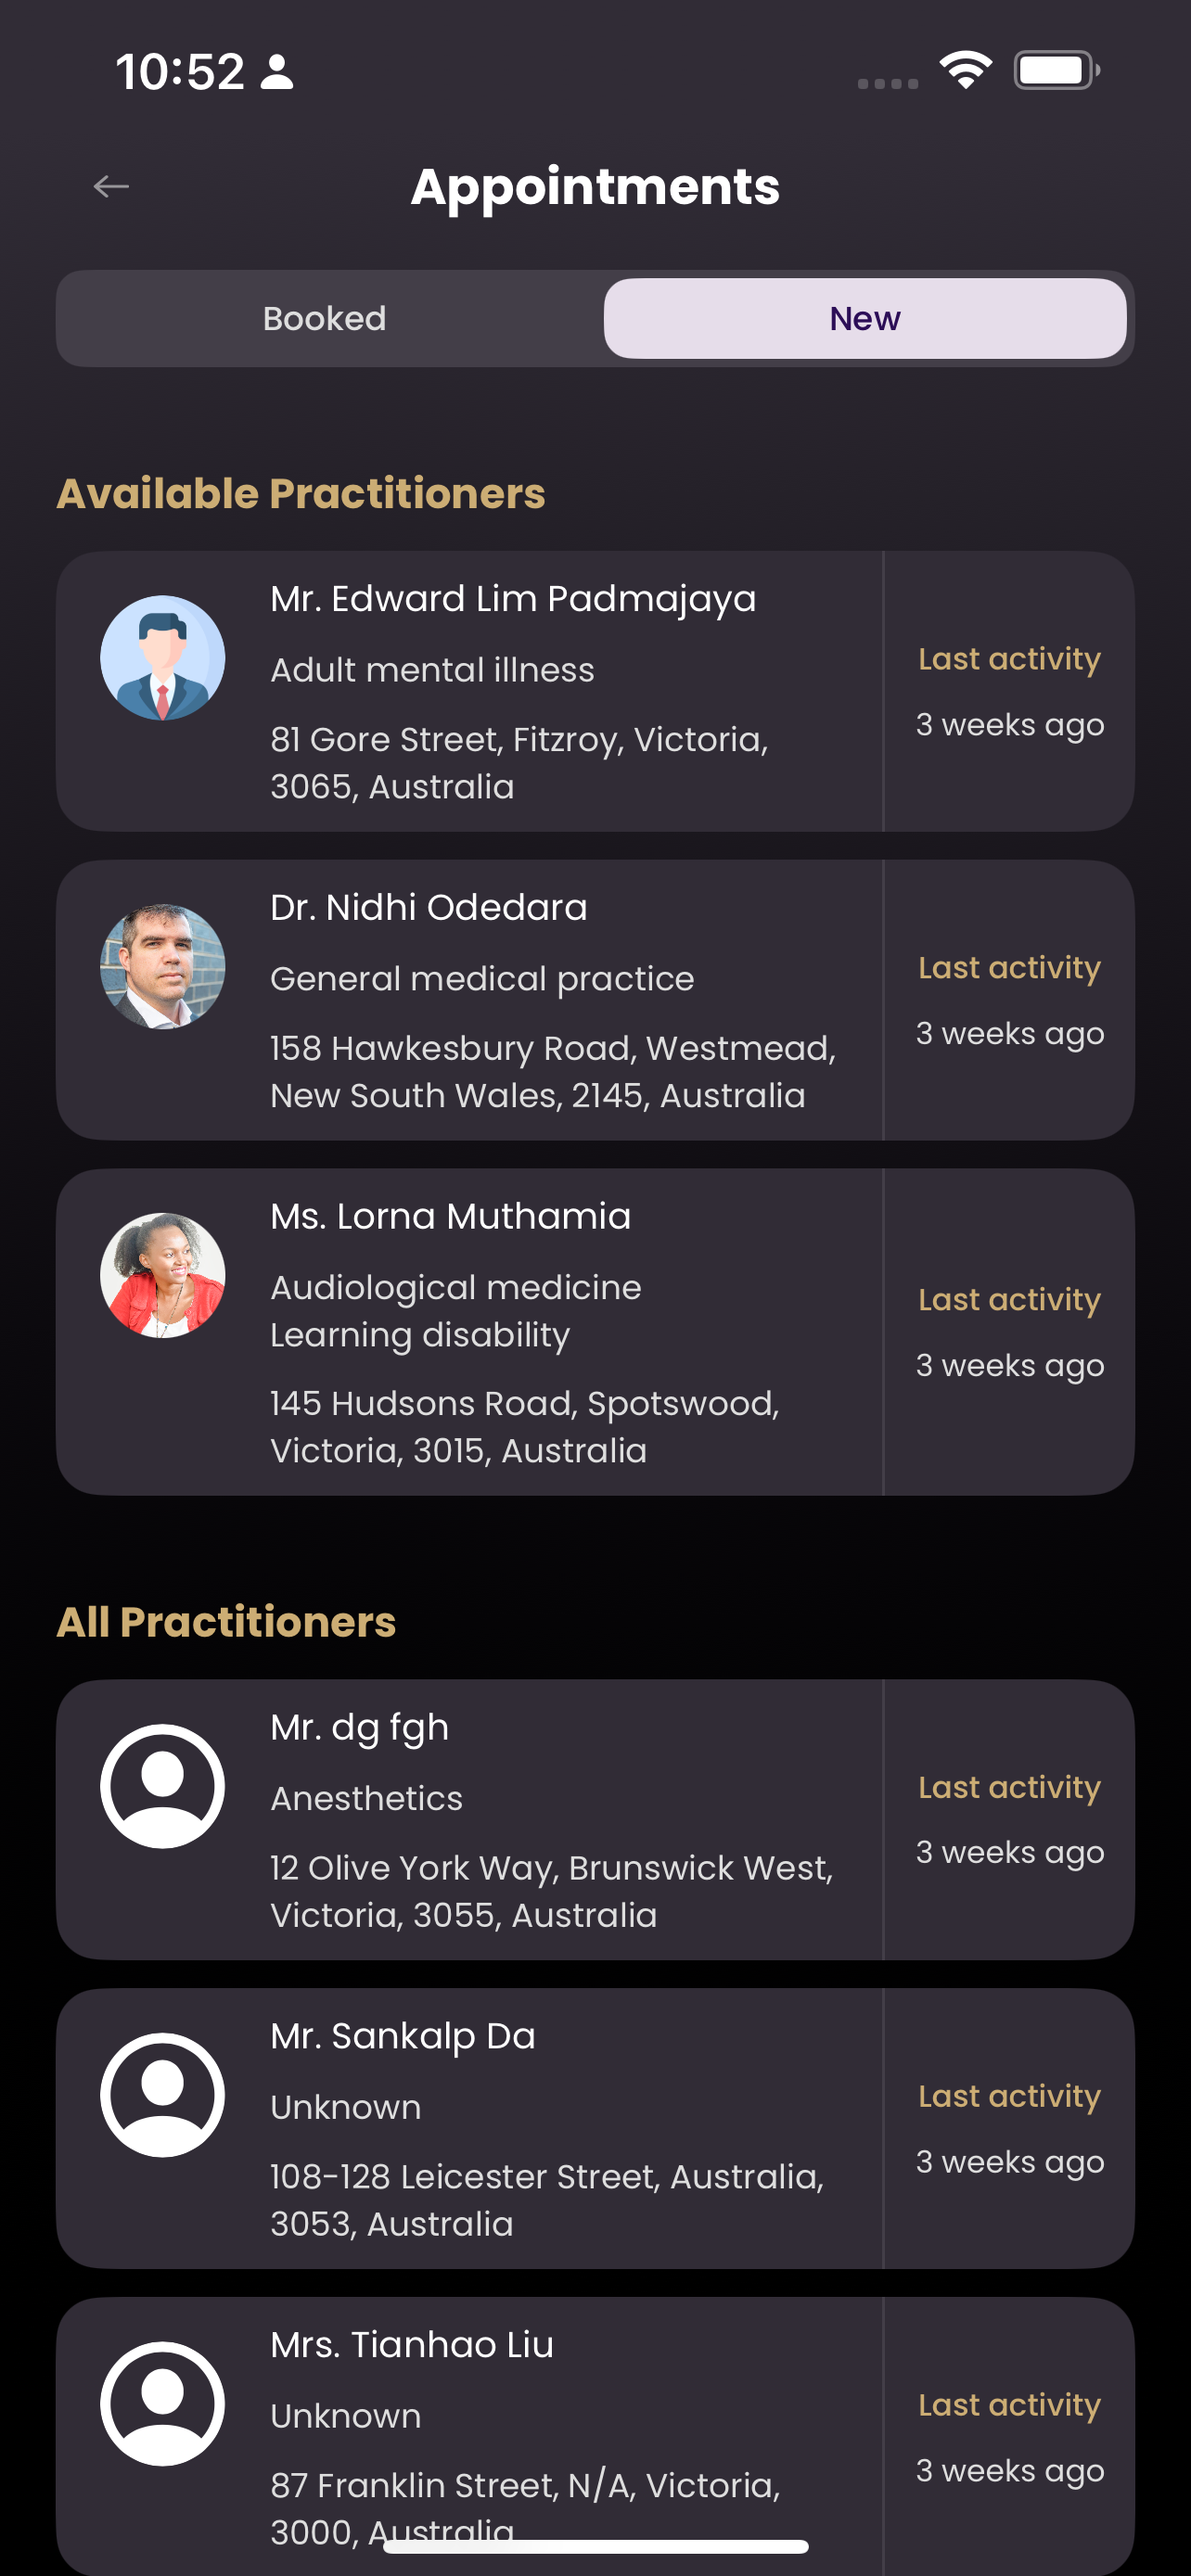 10:52
Appointments
Booked
New
Available Practitioners
Mr. Edward Lim Padmajaya
Adult mental illness
81 Gore Street, Fitzroy, Victoria,
3065, Australia
Last activity
3 weeks ago
Dr. Nidhi Odedara
General medical practice
158 Hawkesbury Road, Westmead,
New South Wales, 2145, Australia
Last activity
3 weeks ago
Ms. Lorna Muthamia
Audiological medicine
Learning disability
145 Hudsons Road, Spotswood,
Victoria, 3015, Australia
Last activity
3 weeks ago
All Practitioners
Mr. dg fgh
Anesthetics
12 Olive York Way, Brunswick West,
Victoria, 3055, Australia
Last activity
3 weeks ago
Mr. Sankalp Da
Unknown
108-128 Leicester Street, Australia,
3053, Australia
Last activity
3 weeks ago
Mrs. Tianhao Liu
Unknown
87 Franklin Street, N/A, Victoria,
3000, Australia
Last activity
3 weeks ago